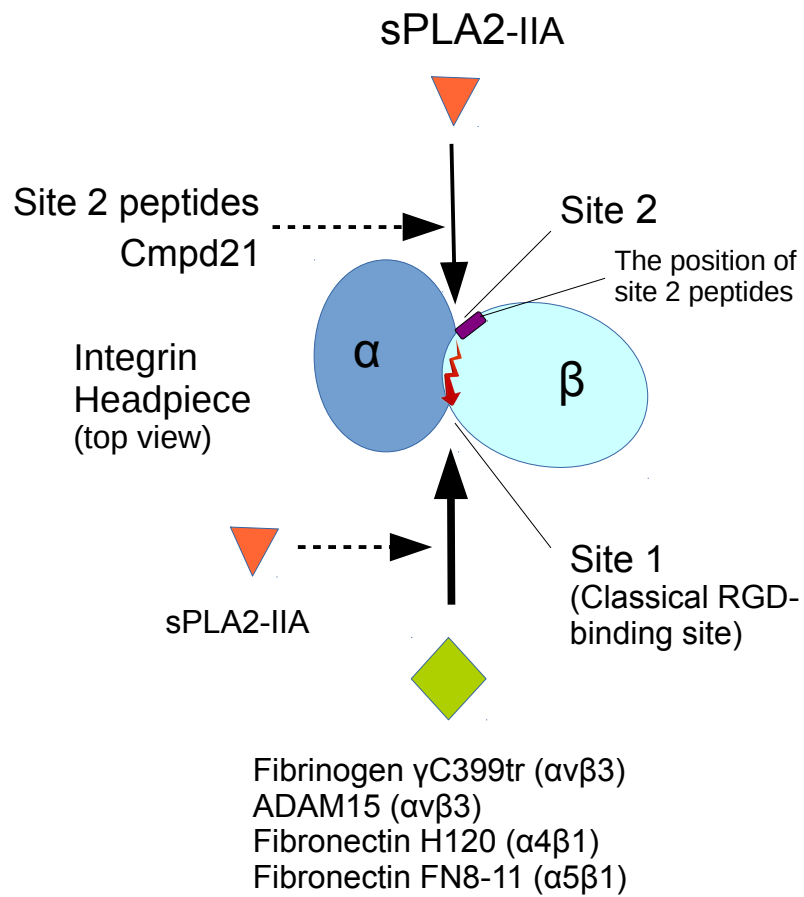 sPLA2-IIA
Site 2 peptides
Cmpd21
Site 2
The position of
site 2 peptides
α
β
Integrin
Headpiece
(top view)
Site 1
(Classical RGD-
binding site)
sPLA2-IIA
Fibrinogen γC399tr (αvβ3)
ADAM15 (αvβ3)
Fibronectin H120 (α4β1)
Fibronectin FN8-11 (α5β1)